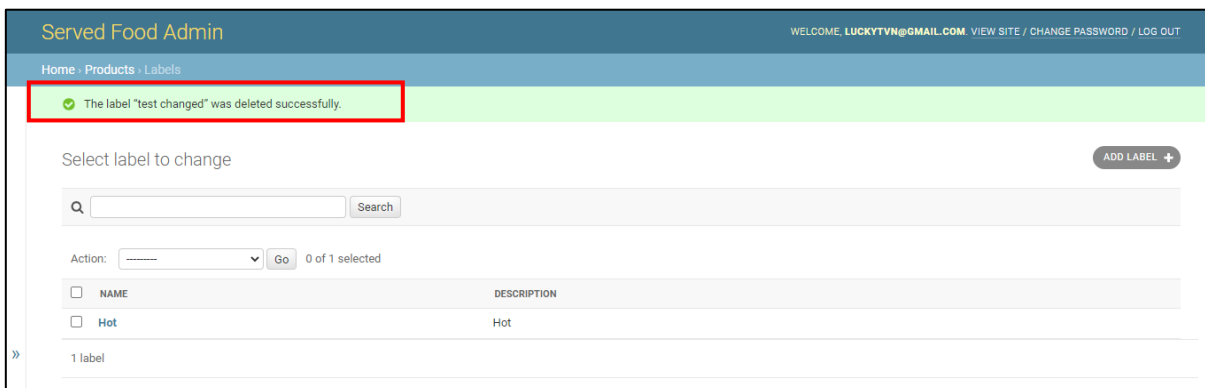 Served Food Admin
WELCOME, LUCKYTVN@GMAIL.COM. VIEW SITE / CHANGE PASSWORD / LOG OUT
Home › Products › Labels
The label “test changed” was deleted successfully.
Select label to change
ADD LABEL +
Search
Action: --------- Go 0 of 1 selected
NAME DESCRIPTION
Hot Hot
»
1 label